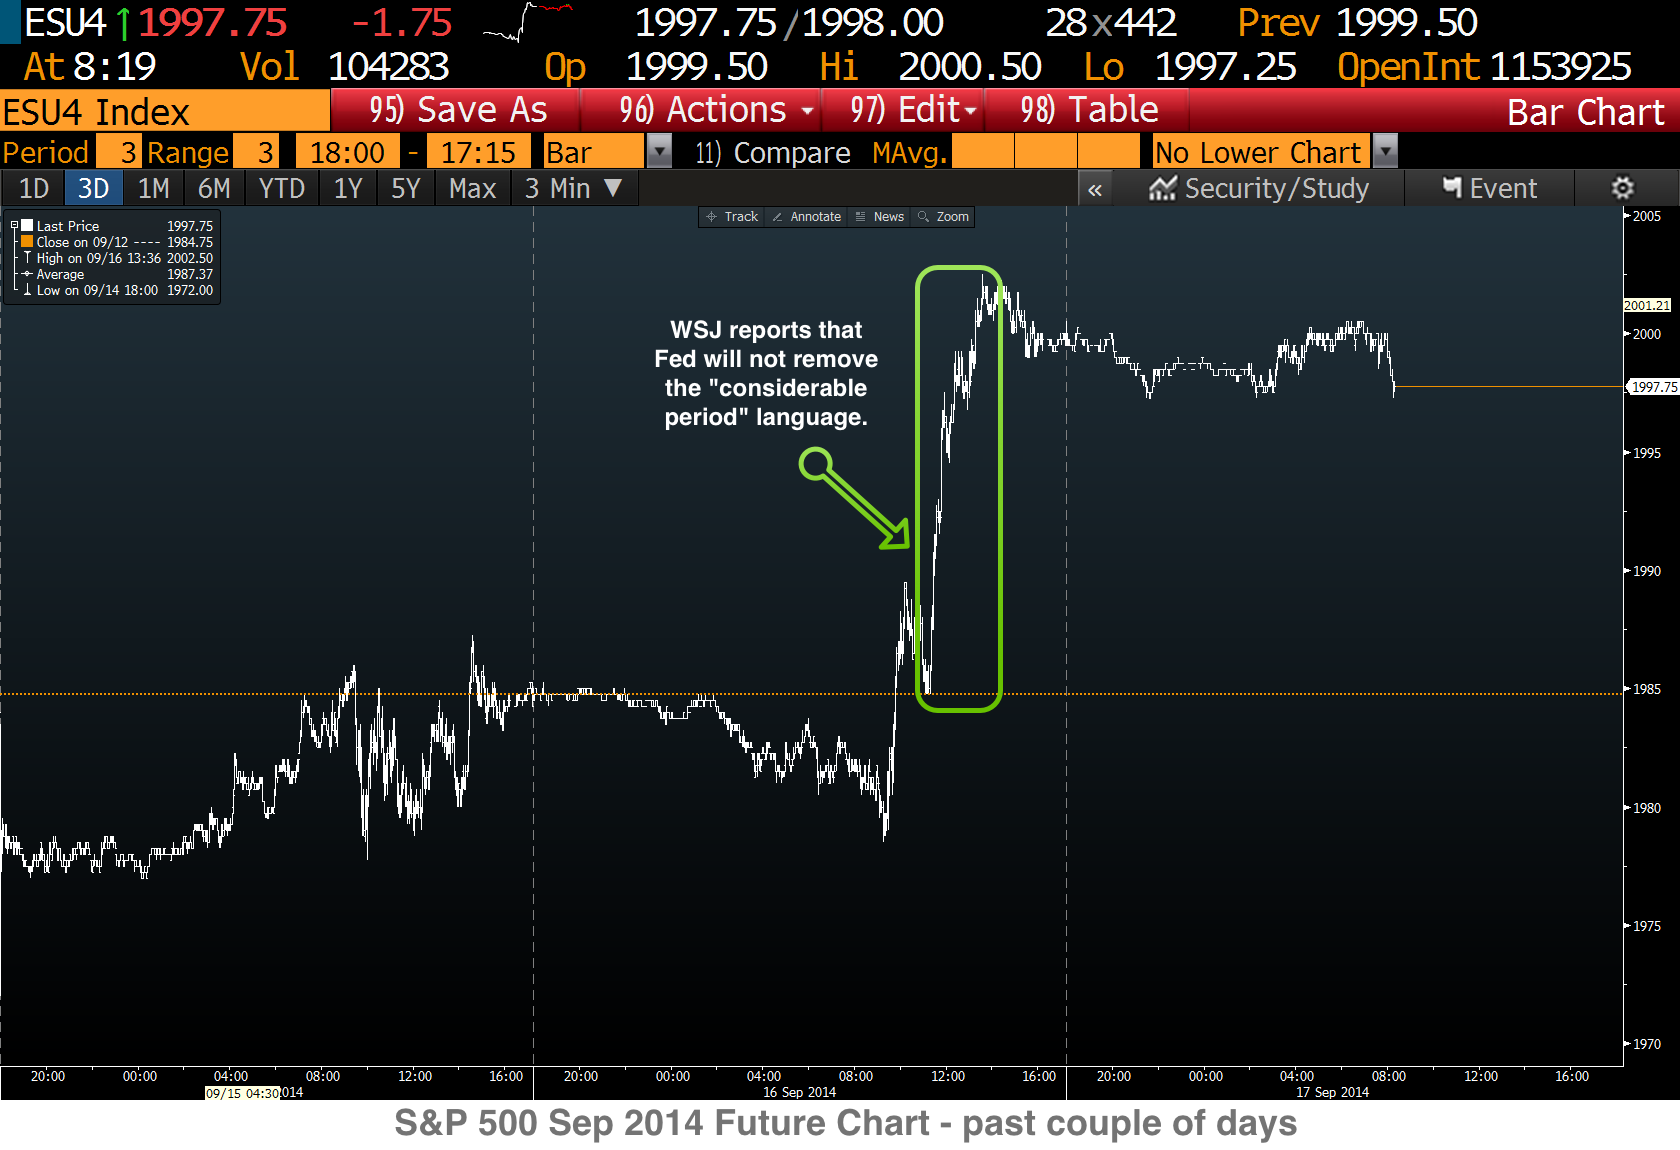 ESU4 ↑1997.75 -1.75 1997.75/1998.00 28x442 Prev 1999.50
At 8:19 Vol 104283 Op 1999.50 Hi 2000.50 Lo 1997.25 OpenInt 1153925
ESU4 Index 95) Save As 96) Actions 97) Edit 98) Table Bar Chart
Period 3 Range 3 18:00 - 17:15 Bar 11) Compare MAvg. No Lower Chart
1D 3D 1M 6M YTD 1Y 5Y Max 3 Min ▼ « Security/Study Event
Track Annotate News Zoom
Last Price 1997.75
Close on 09/12 ---- 1984.75
High on 09/16 13:36 2002.50
Average 1987.37
Low on 09/14 18:00 1972.00
WSJ reports that
Fed will not remove
the "considerable
period" language.
2005
2001.21
2000
1997.75
1995
1990
1985
1980
1975
1970
20:00 00:00 04:00 08:00 12:00 16:00 20:00 00:00 04:00 08:00 12:00 16:00 20:00 00:00 04:00 08:00 12:00 16:00
09/15 04:30 2014 16 Sep 2014 17 Sep 2014
S&P 500 Sep 2014 Future Chart - past couple of days